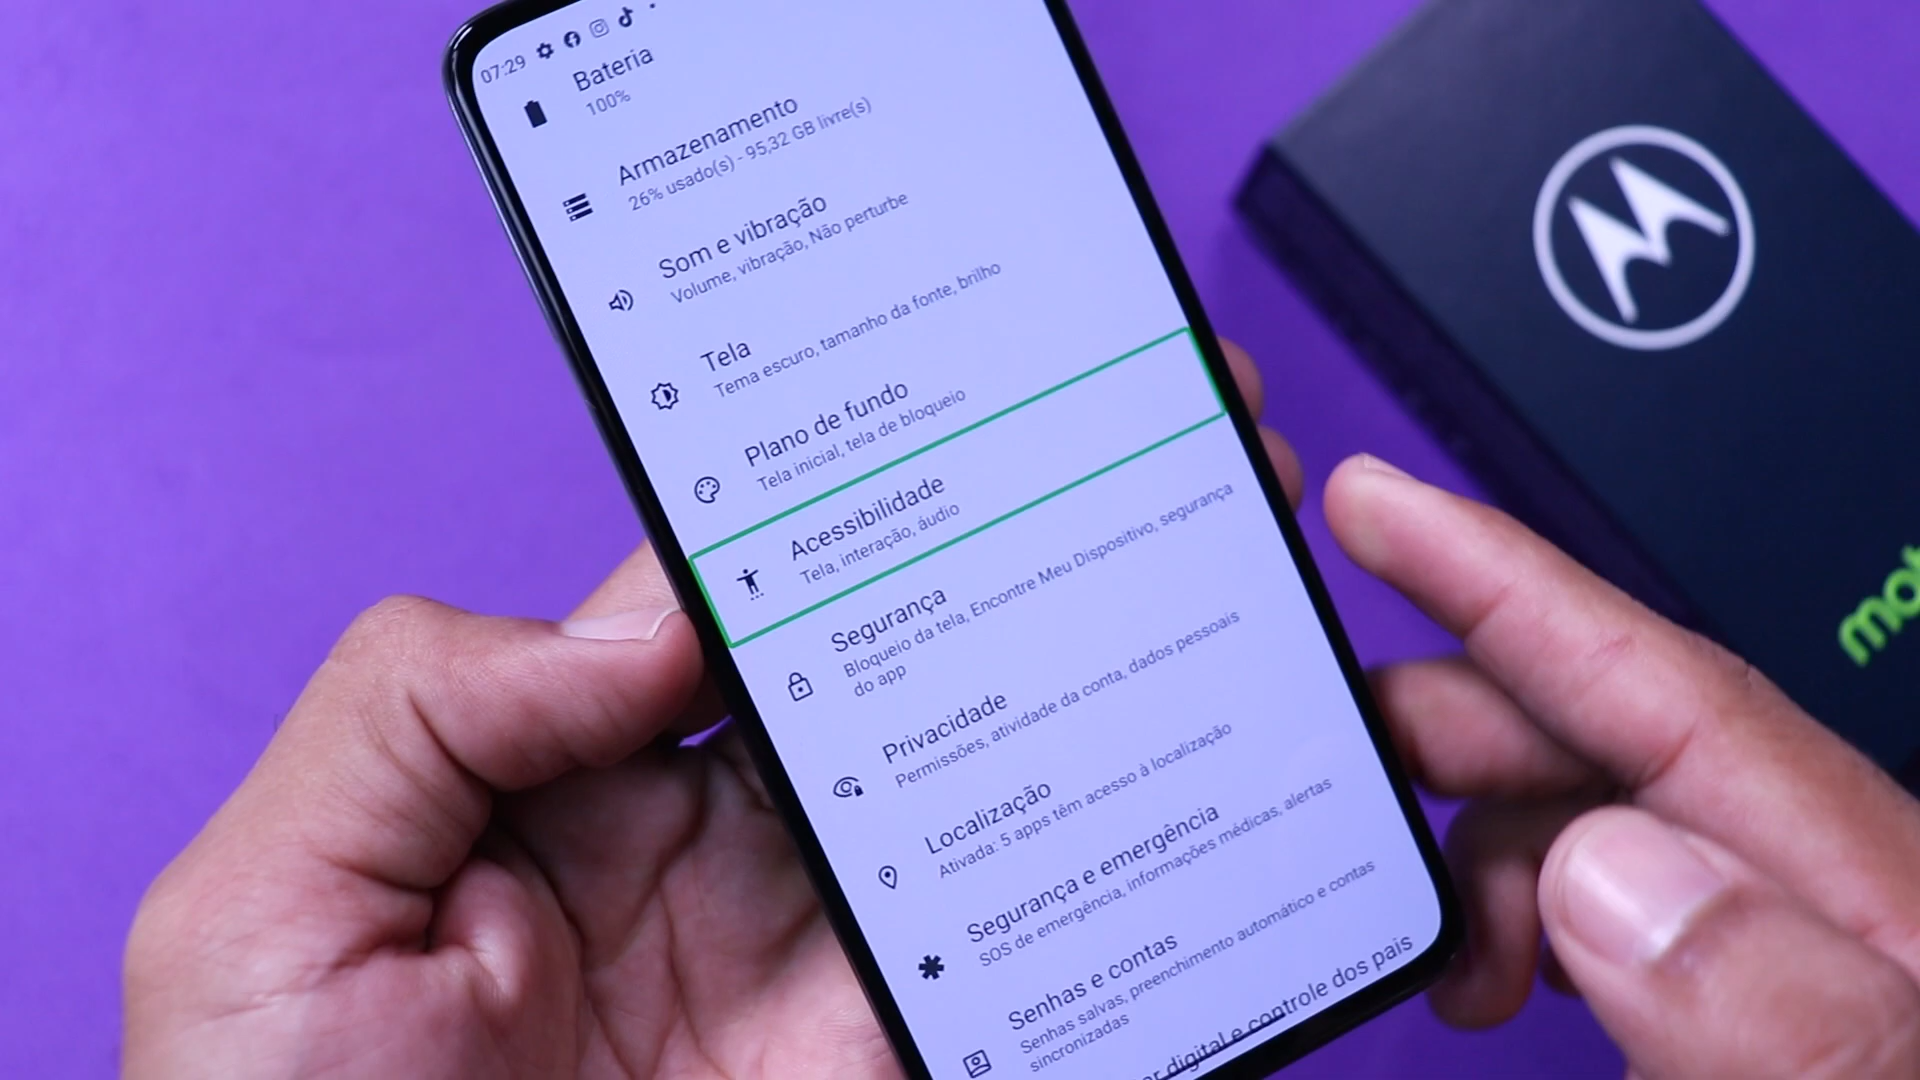 07:29
Bateria
100%
Armazenamento
26% usado(s) - 95,32 GB livre(s)
Som e vibração
Volume, vibração, Não perturbe
Tela
Tema escuro, tamanho da fonte, brilho
Plano de fundo
Tela inicial, tela de bloqueio
Acessibilidade
Tela, interação, áudio
Segurança
Bloqueio da tela, Encontre Meu Dispositivo, segurança
do app
Privacidade
Permissões, atividade da conta, dados pessoais
Localização
Ativada: 5 apps têm acesso à localização
Segurança e emergência
SOS de emergência, informações médicas, alertas
Senhas e contas
Senhas salvas, preenchimento automático e contas
sincronizadas
digital e controle dos pais